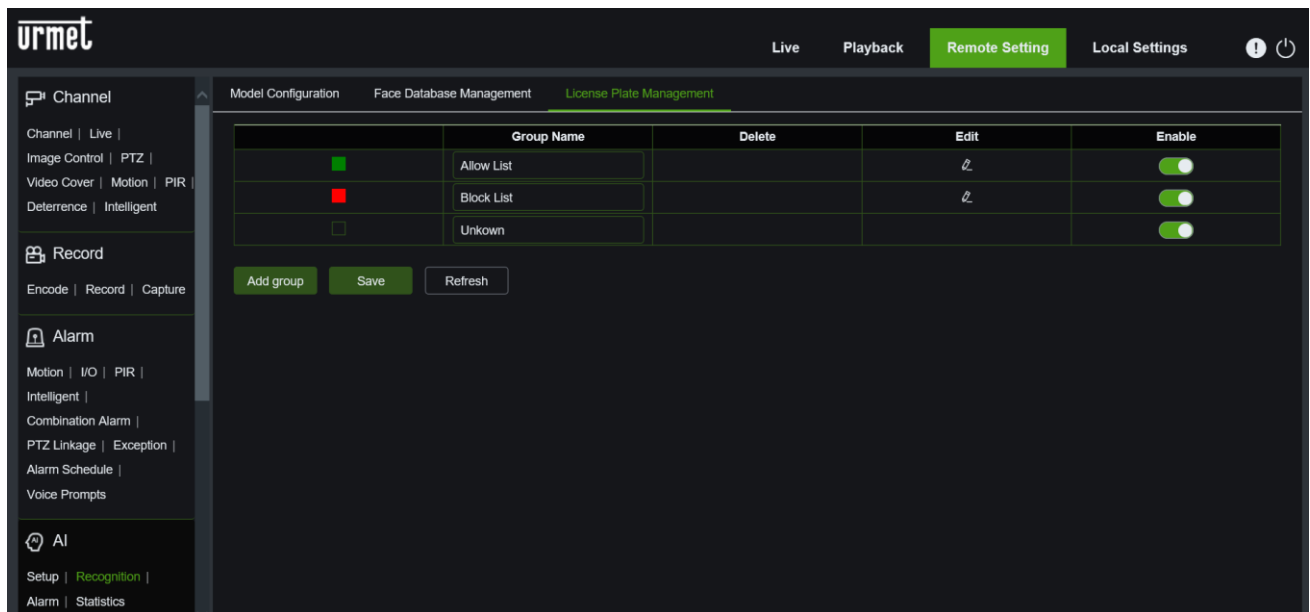 urmet
Live Playback Remote Setting Local Settings
Channel
Channel | Live |
Image Control | PTZ |
Video Cover | Motion | PIR |
Deterrence | Intelligent
Record
Encode | Record | Capture
Alarm
Motion | I/O | PIR |
Intelligent |
Combination Alarm |
PTZ Linkage | Exception |
Alarm Schedule |
Voice Prompts
AI
Setup | Recognition |
Alarm | Statistics
Model Configuration Face Database Management License Plate Management
Group Name Delete Edit Enable
Allow List
Block List
Unkown
Add group Save Refresh